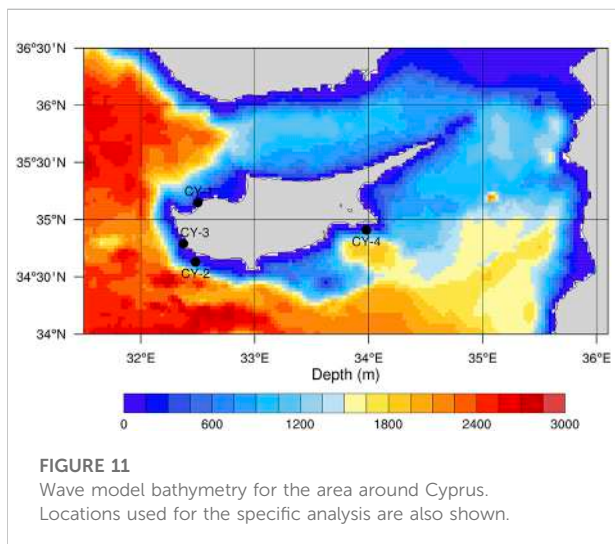 36°30'N
36°N
35°30'N
35°N
34°30'N
34°N
CY-1
CY-3
CY-2
CY-4
32°E 33°E 34°E 35°E 36°E
Depth (m)
0 600 1200 1800 2400 3000
FIGURE 11
Wave model bathymetry for the area around Cyprus.
Locations used for the specific analysis are also shown.